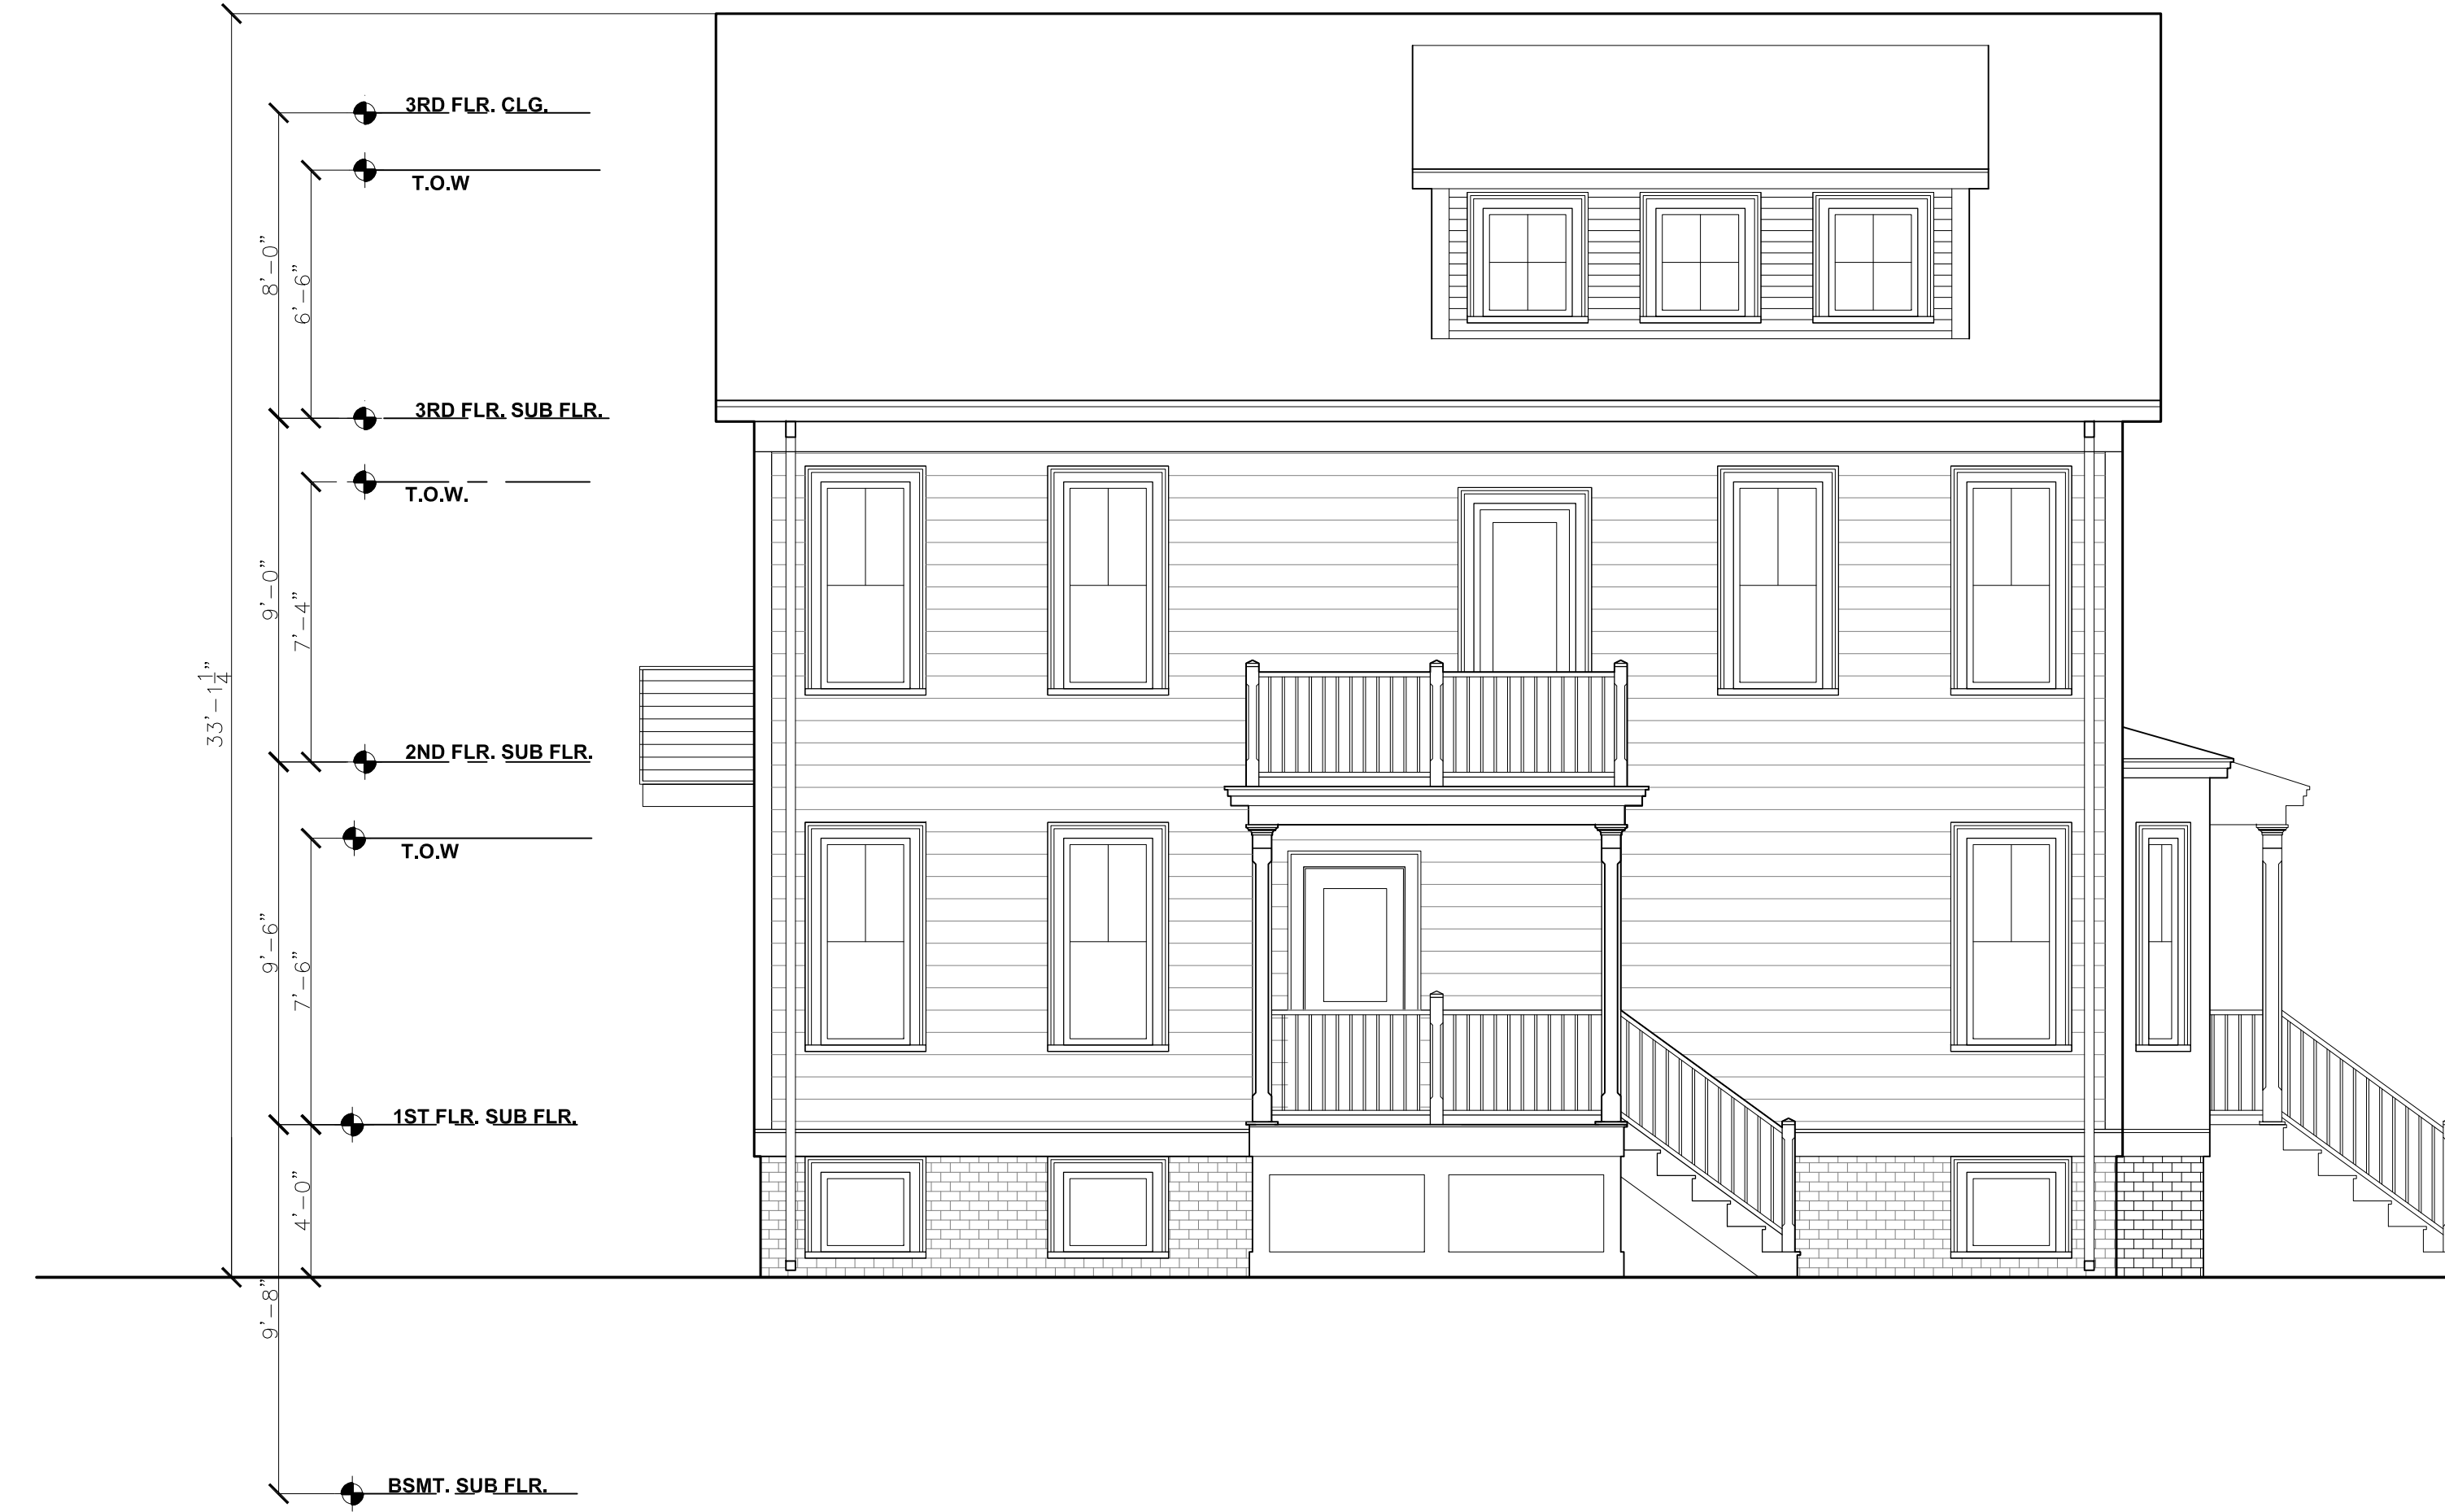 3RD FLR. CLG.
T.O.W
8'-0"
6'-6"
3RD FLR. SUB FLR.
T.O.W.
9'-0"
7'-4"
33'-1 1/4"
2ND FLR. SUB FLR.
T.O.W
9'-6"
7'-6"
1ST FLR. SUB FLR.
4'-0"
9'-8"
BSMT. SUB FLR.